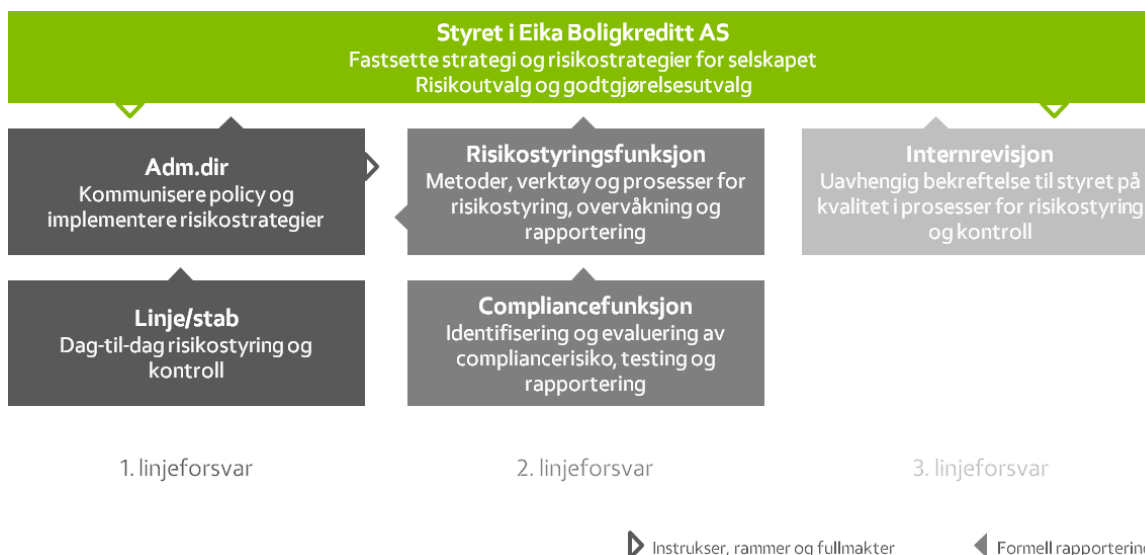 Styret i Eika Boligkreditt AS
Fastsette strategi og risikostrategier for selskapet
Risikoutvalg og godtgjørelsesutvalg
Adm.dir
Kommunisere policy og
implementere risikostrategier
Risikostyringsfunksjon
Metoder, verktøy og prosesser for
risikostyring, overvåkning og
rapportering
Internrevisjon
Uavhengig bekreftelse til styret på
kvalitet i prosesser for risikostyring
og kontroll
Linje/stab
Dag-til-dag risikostyring og
kontroll
Compliancefunksjon
Identifisering og evaluering av
compliancerisiko, testing og
rapportering
1. linjeforsvar
2. linjeforsvar
3. linjeforsvar
Instrukser, rammer og fullmakter
Formell rapportering